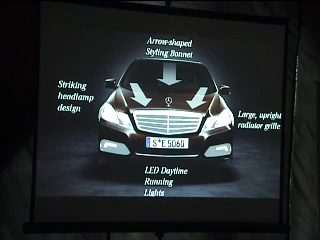 Arrow-shaped
Styling Bonnet
Striking
headlamp
design
Large, upright
radiator grille
S*E 5060
LED Daytime
Running
Lights